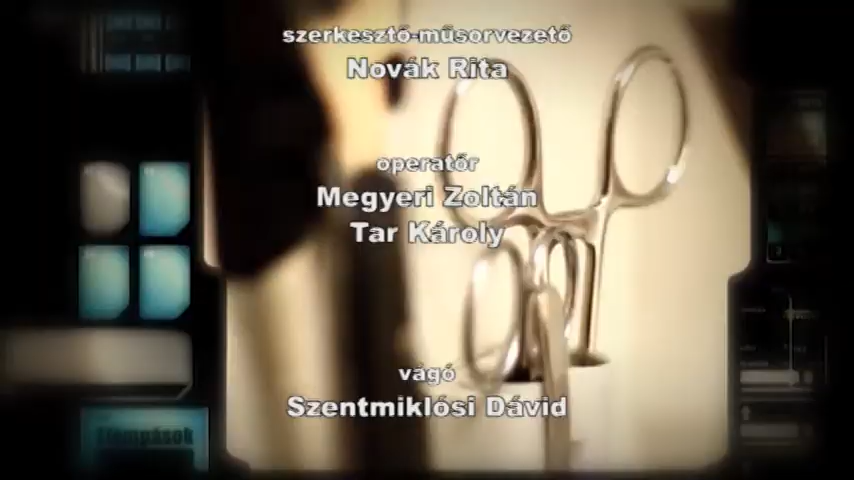 szerkesztő-műsorvezető
Novák Rita
operatőr
Megyeri Zoltán
Tar Károly
vágó
Szentmiklósi Dávid